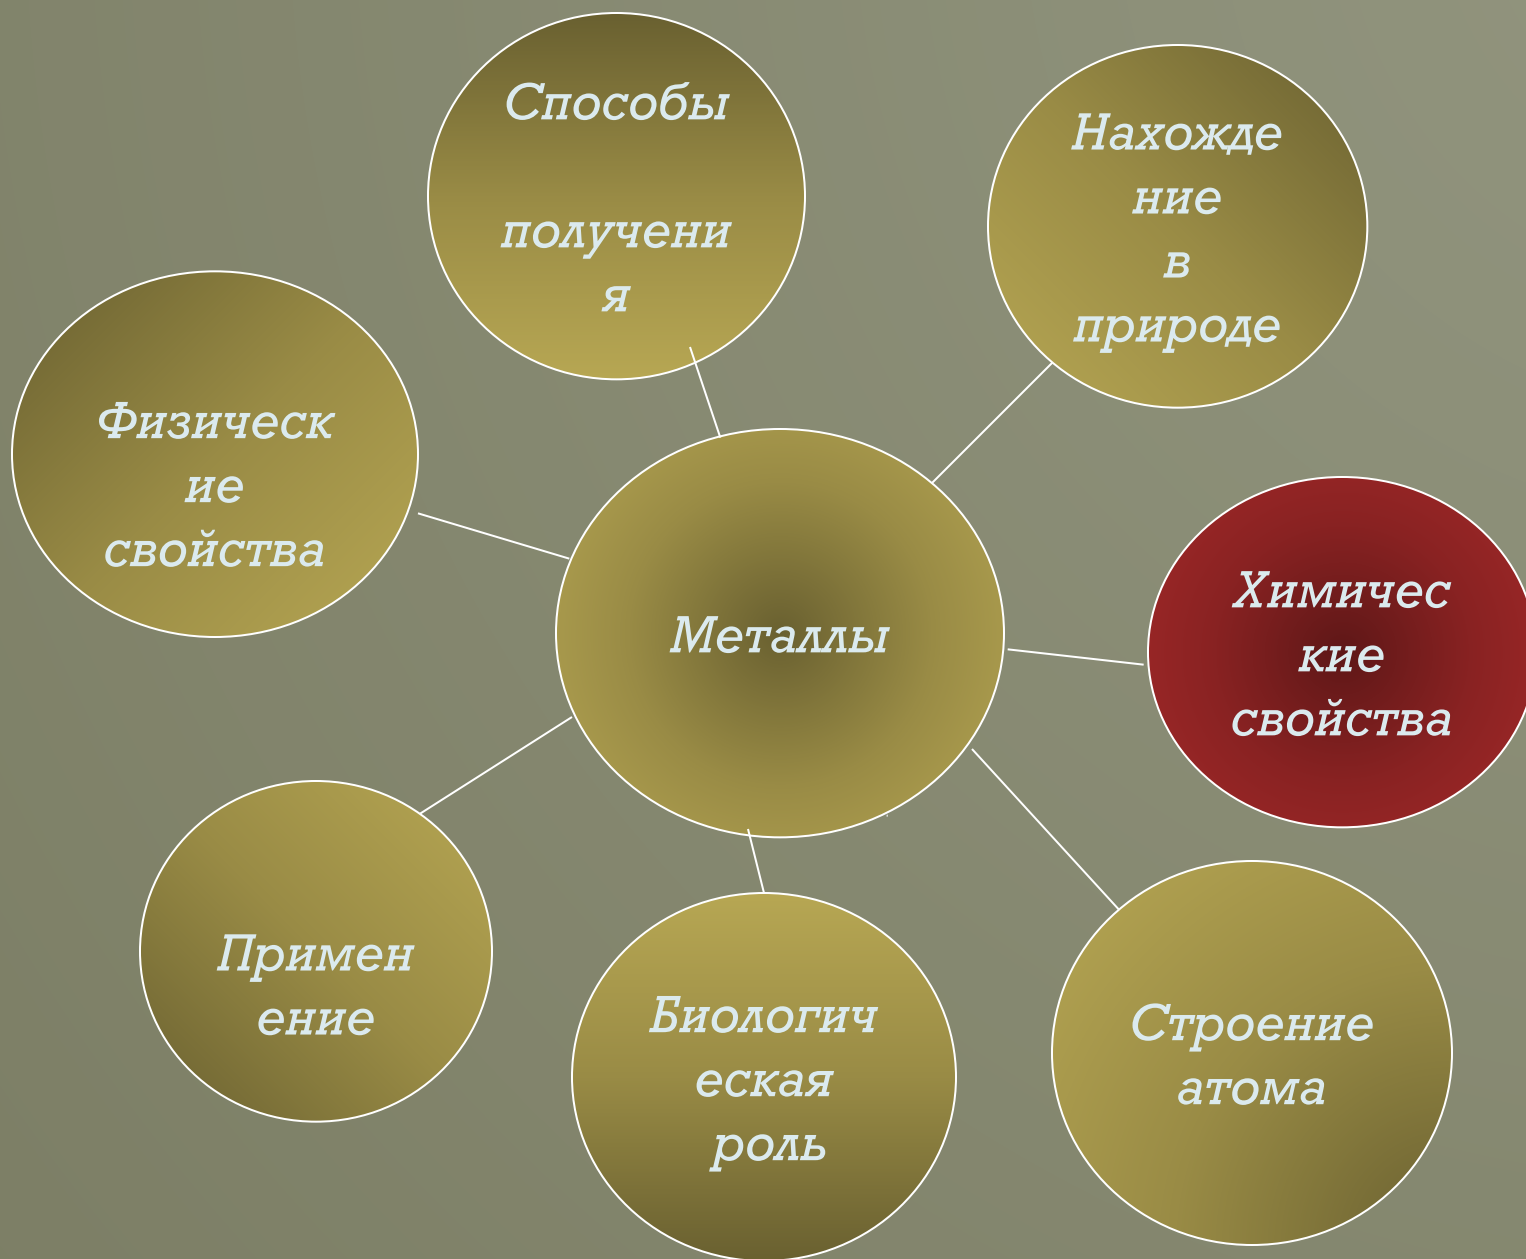 Способы
получени
я
Нахожде
ние
в
природе
Физическ
ие
свойства
Металлы
Химичес
кие
свойства
Примен
ение
Биологич
еская
роль
Строение
атома